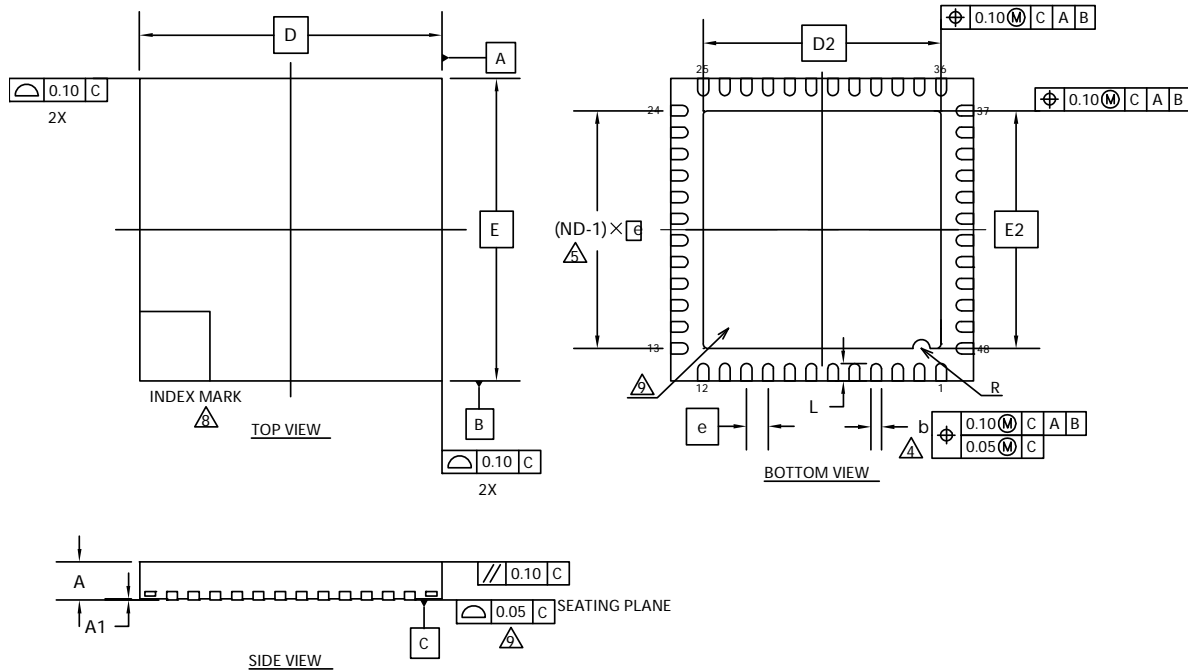 D
A
0.10 C
2X
E
INDEX MARK
8
TOP VIEW
B
0.10 C
2X
D2
0.10 Ⓜ C A B
25
36
0.10 Ⓜ C A B
24
37
(ND-1)×e
5
E2
13
48
9
12
1
R
L
e
b
4
0.10 Ⓜ C A B
0.05 Ⓜ C
BOTTOM VIEW
A
// 0.10 C
A1
0.05 C SEATING PLANE
9
C
SIDE VIEW